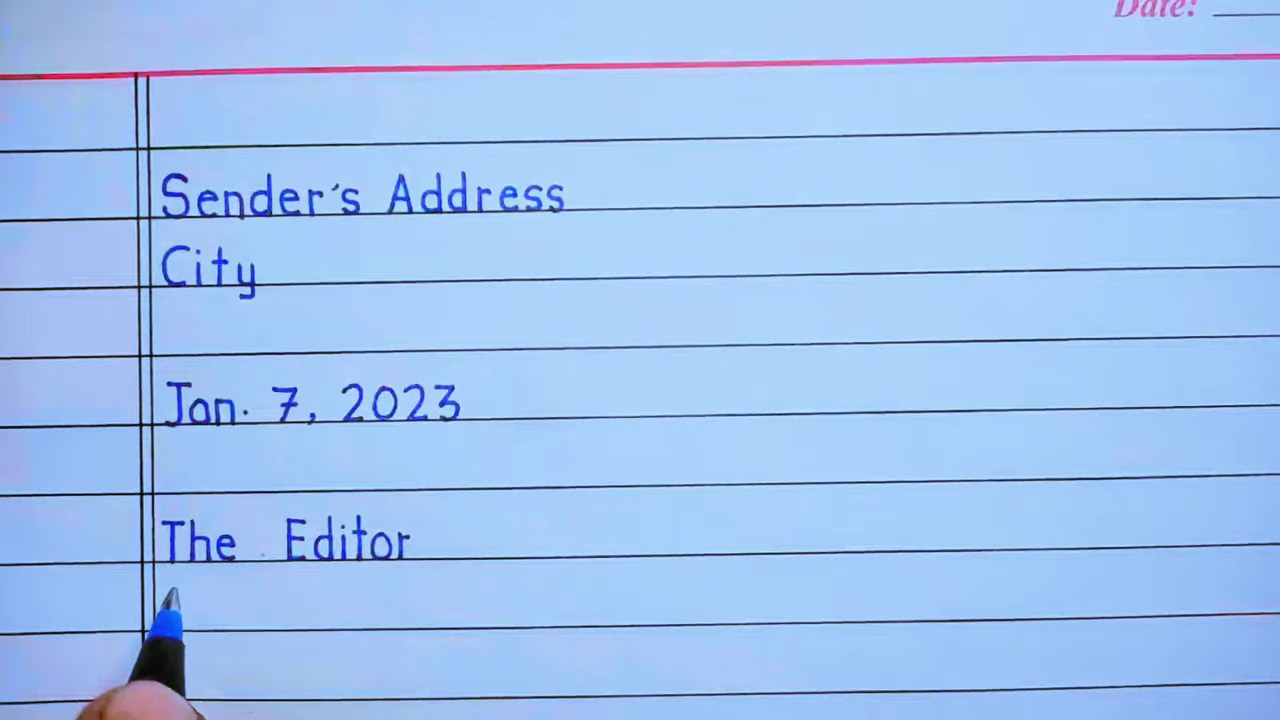 Date:
Sender's Address
City
Jan. 7, 2023
The Editor